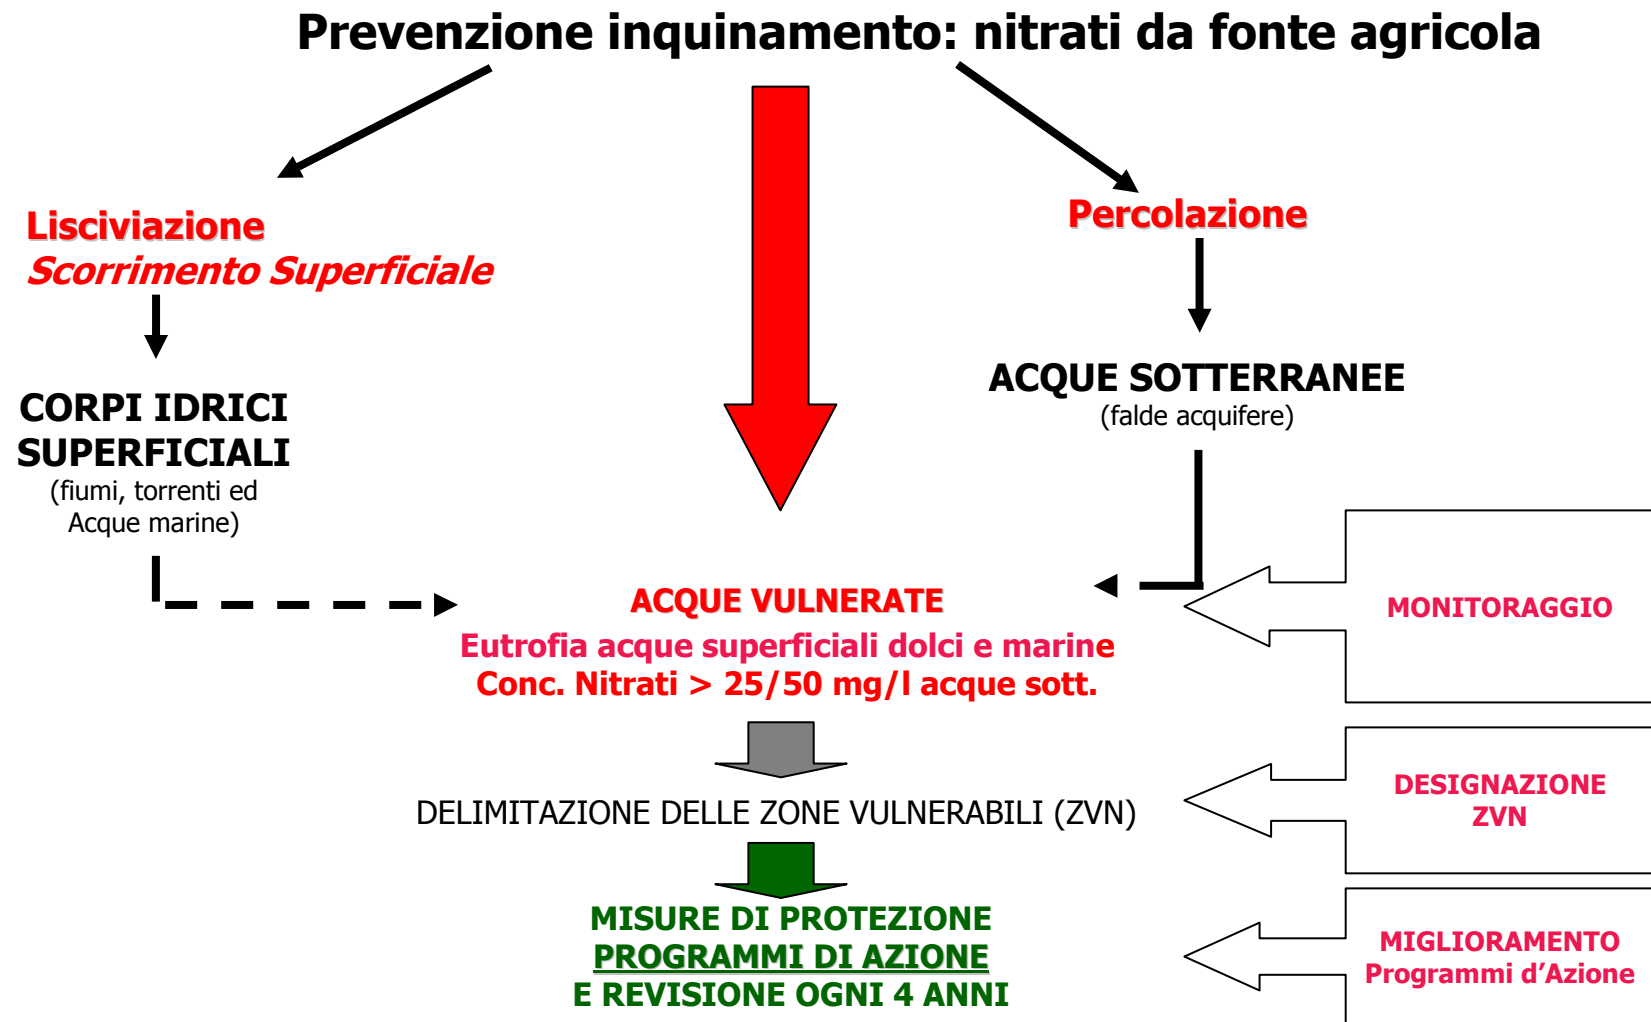 Prevenzione inquinamento: nitrati da fonte agricola
Lisciviazione
Scorrimento Superficiale
Percolazione
CORPI IDRICI
SUPERFICIALI
(fiumi, torrenti ed
Acque marine)
ACQUE SOTTERRANEE
(falde acquifere)
ACQUE VULNERATE
Eutrofia acque superficiali dolci e marine
Conc. Nitrati > 25/50 mg/l acque sott.
MONITORAGGIO
DELIMITAZIONE DELLE ZONE VULNERABILI (ZVN)
DESIGNAZIONE
ZVN
MISURE DI PROTEZIONE
PROGRAMMI DI AZIONE
E REVISIONE OGNI 4 ANNI
MIGLIORAMENTO
Programmi d’Azione